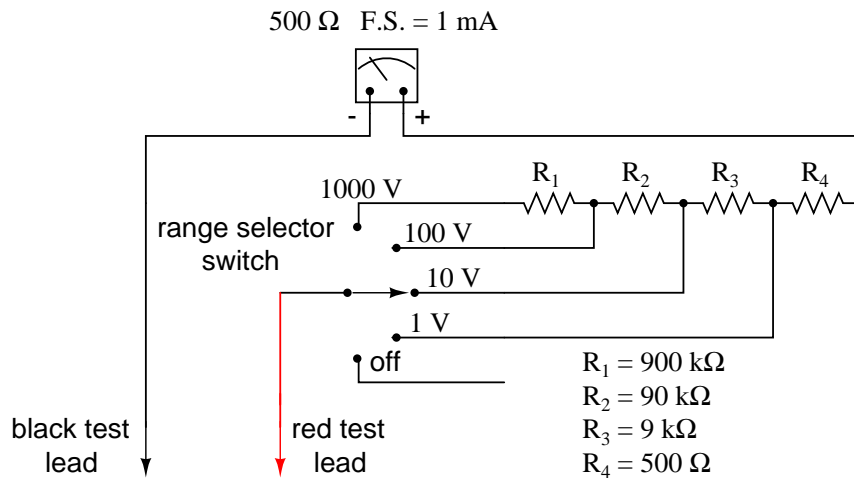 500 Ω F.S. = 1 mA
- +
R₁ R₂ R₃ R₄
1000 V
range selector
switch
100 V
10 V
1 V
off
R₁ = 900 kΩ
R₂ = 90 kΩ
R₃ = 9 kΩ
R₄ = 500 Ω
black test
lead
red test
lead